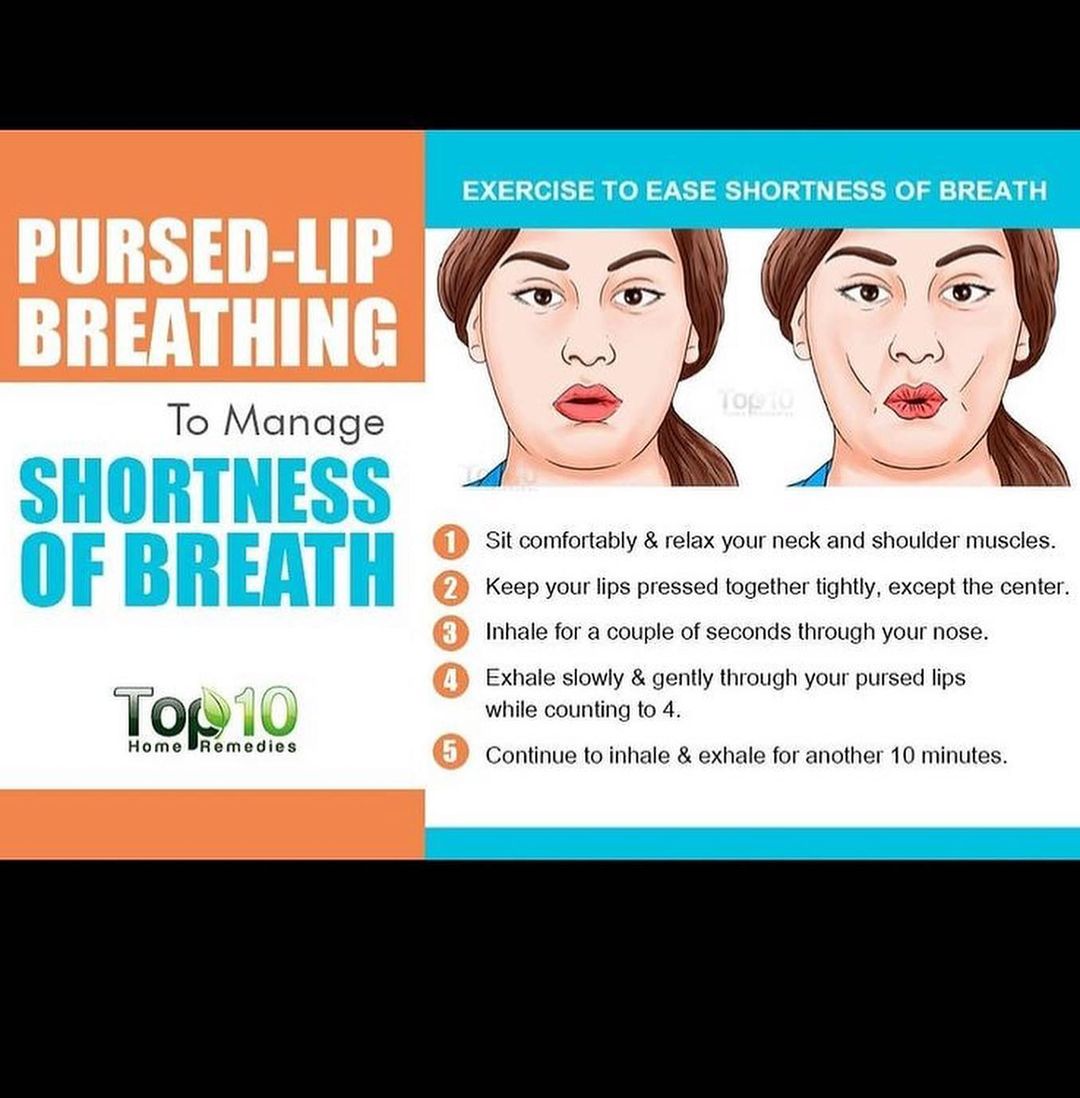 PURSED-LIP
BREATHING
To Manage
SHORTNESS
OF BREATH
Top10
Home Remedies
EXERCISE TO EASE SHORTNESS OF BREATH
Top10
Top10
1 Sit comfortably & relax your neck and shoulder muscles.
2 Keep your lips pressed together tightly, except the center.
3 Inhale for a couple of seconds through your nose.
4 Exhale slowly & gently through your pursed lips
while counting to 4.
5 Continue to inhale & exhale for another 10 minutes.